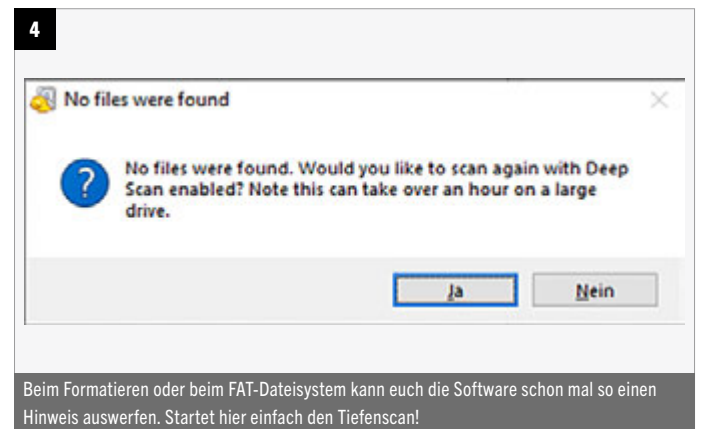 4
No files were found
No files were found. Would you like to scan again with Deep
Scan enabled? Note this can take over an hour on a large
drive.
Ja
Nein
Beim Formatieren oder beim FAT-Dateisystem kann euch die Software schon mal so einen
Hinweis auswerfen. Startet hier einfach den Tiefenscan!